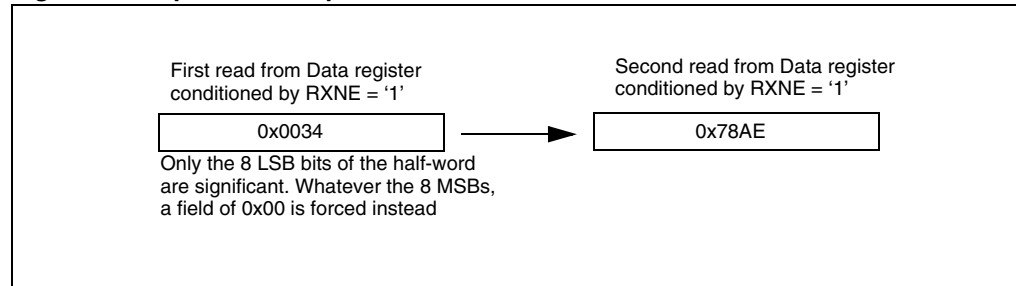 First read from Data register
conditioned by RXNE = ‘1’
0x0034
Only the 8 LSB bits of the half-word
are significant. Whatever the 8 MSBs,
a field of 0x00 is forced instead
Second read from Data register
conditioned by RXNE = ‘1’
0x78AE